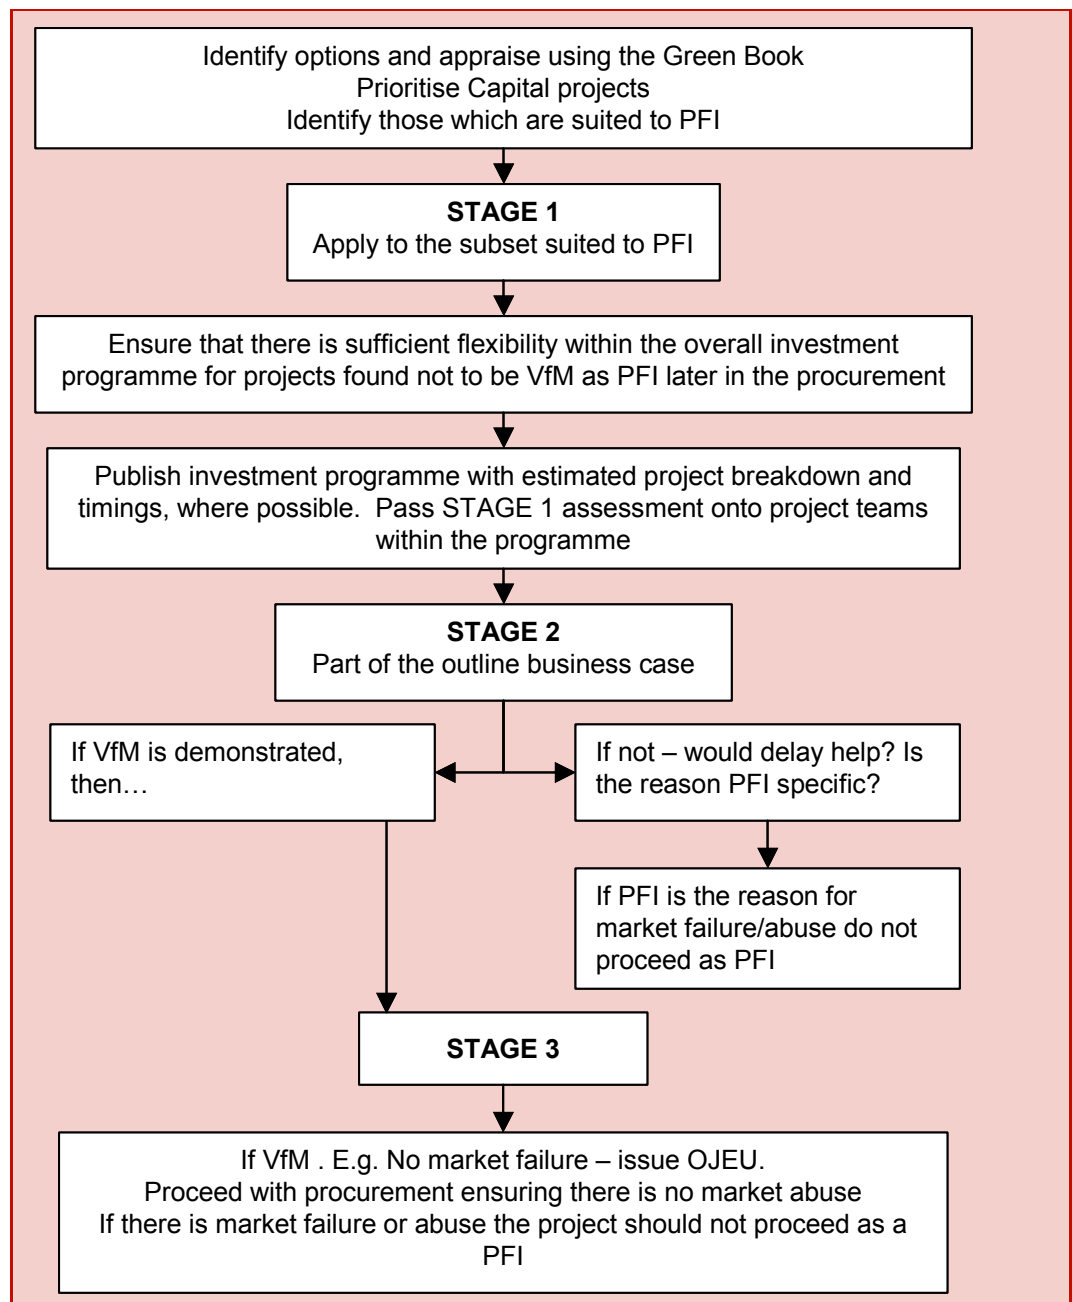 Identify options and appraise using the Green Book
Prioritise Capital projects
Identify those which are suited to PFI
STAGE 1
Apply to the subset suited to PFI
Ensure that there is sufficient flexibility within the overall investment
programme for projects found not to be VfM as PFI later in the procurement
Publish investment programme with estimated project breakdown and
timings, where possible.  Pass STAGE 1 assessment onto project teams
within the programme
STAGE 2
Part of the outline business case
If VfM is demonstrated,
then…
If not – would delay help? Is
the reason PFI specific?
If PFI is the reason for
market failure/abuse do not
proceed as PFI
STAGE 3
If VfM . E.g. No market failure – issue OJEU.
Proceed with procurement ensuring there is no market abuse
If there is market failure or abuse the project should not proceed as a
PFI